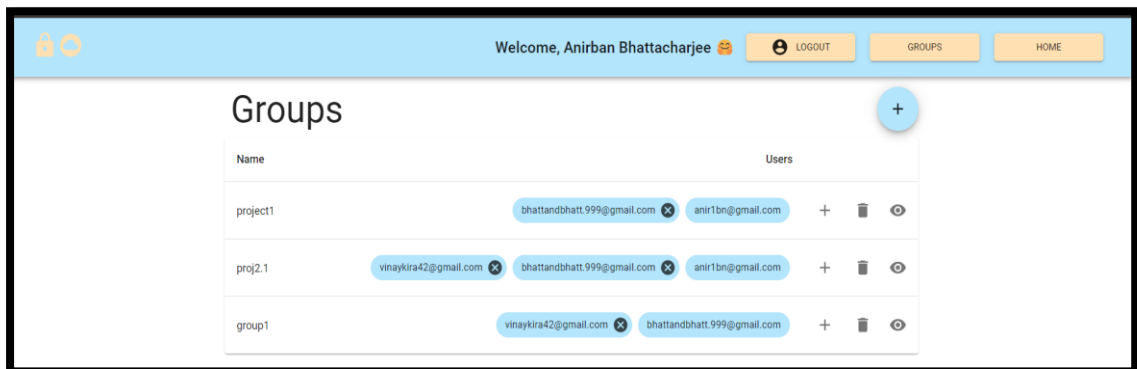 Welcome, Anirban Bhattacharjee 🤗 LOGOUT GROUPS HOME
Groups
+
Name Users
project1 bhattandbhatt.999@gmail.com anir1bn@gmail.com +
proj2.1 vinaykira42@gmail.com bhattandbhatt.999@gmail.com anir1bn@gmail.com +
group1 vinaykira42@gmail.com bhattandbhatt.999@gmail.com +